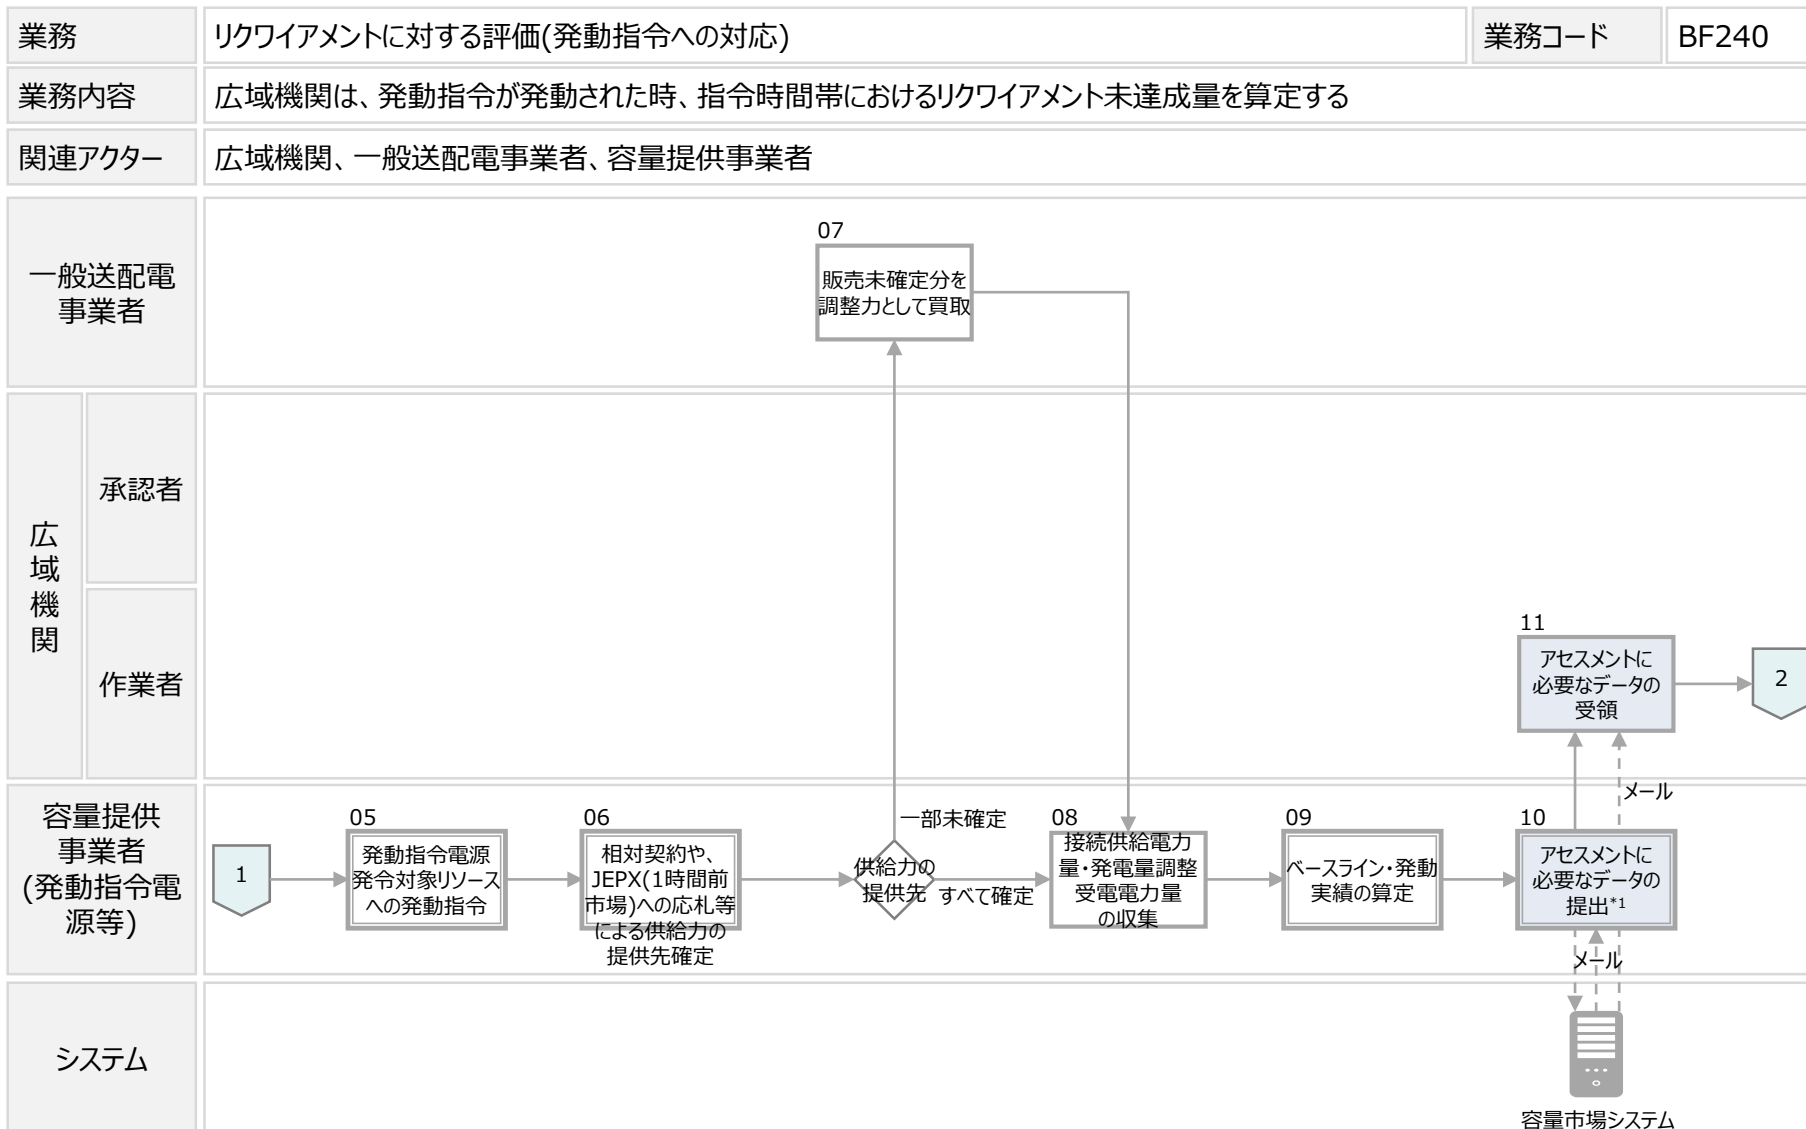 業務
リクワイアメントに対する評価(発動指令への対応)
業務コード
BF240
業務内容
広域機関は、発動指令が発動された時、指令時間帯におけるリクワイアメント未達成量を算定する
関連アクター
広域機関、一般送配電事業者、容量提供事業者
一般送配電
事業者
07
販売未確定分を
調整力として買取
広域機関
承認者
作業者
11
アセスメントに
必要なデータの
受領
2
メール
容量提供
事業者
(発動指令電
源等)
1
05
発動指令電源
発令対象リソース
への発動指令
06
相対契約や、
JEPX(1時間前
市場)への応札等
による供給力の
提供先確定
供給力の
提供先
一部未確定
すべて確定
08
接続供給電力
量・発電量調整
受電電力量
の収集
09
ベースライン・発動
実績の算定
10
アセスメントに
必要なデータの
提出*1
メール
システム
容量市場システム